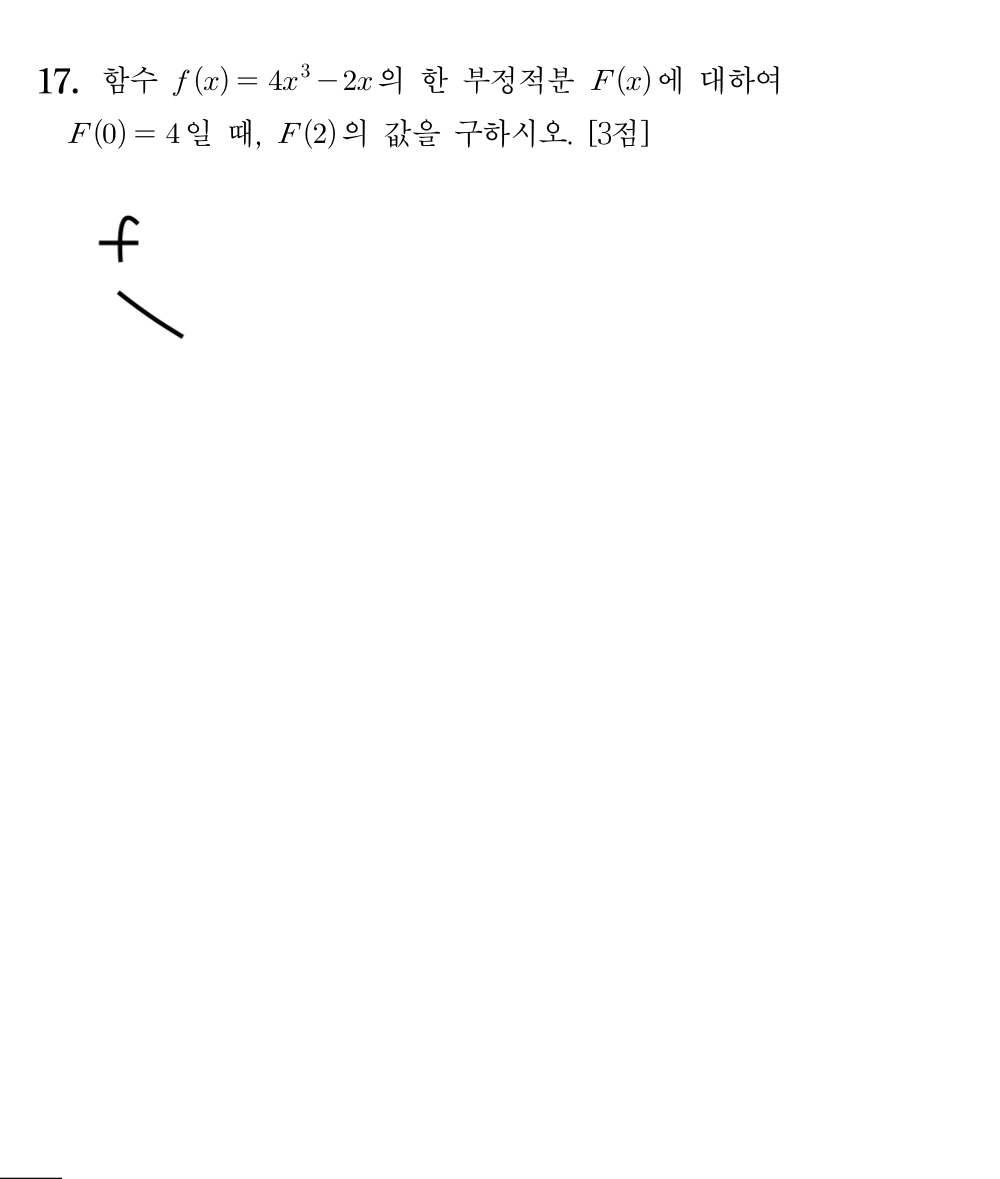 17. 함수 f(x) = 4x³ − 2x의 한 부정적분 F(x)에 대하여
F(0) = 4일 때, F(2)의 값을 구하시오. [3점]
f
\